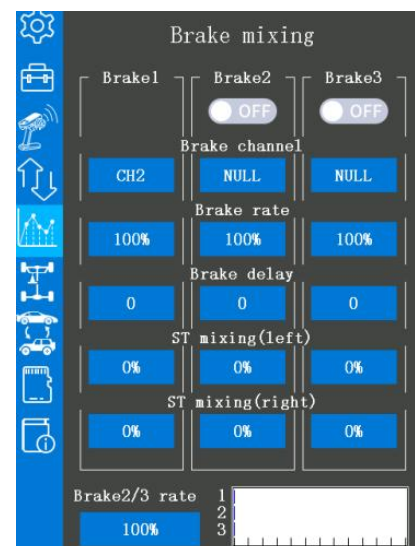 Brake mixing
Brake1 Brake2 Brake3
OFF OFF
Brake channel
CH2 NULL NULL
Brake rate
100% 100% 100%
Brake delay
0 0 0
ST mixing(left)
0% 0% 0%
ST mixing(right)
0% 0% 0%
Brake2/3 rate 1
2
100% 3